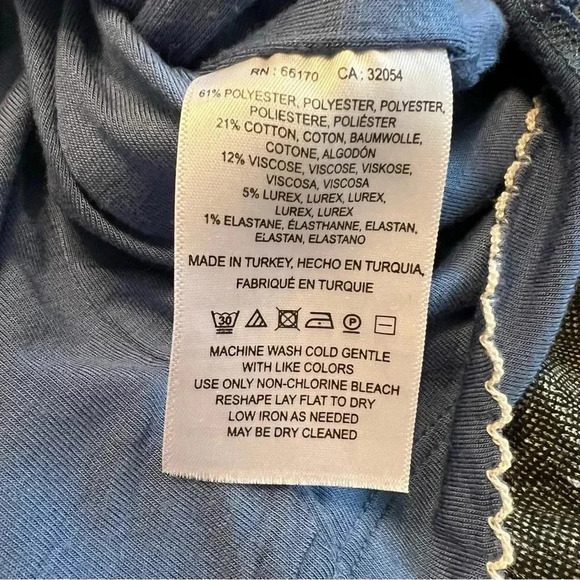 RN : 66170 CA : 32054
61% POLYESTER, POLYESTER, POLYESTER,
POLIESTERE, POLIÉSTER
21% COTTON, COTON, BAUMWOLLE,
COTONE, ALGODÓN
12% VISCOSE, VISCOSE, VISKOSE,
VISCOSA, VISCOSA
5% LUREX, LUREX, LUREX,
LUREX, LUREX
1% ELASTANE, ÉLASTHANNE, ELASTAN,
ELASTAN, ELASTANO
MADE IN TURKEY, HECHO EN TURQUIA,
FABRIQUÉ EN TURQUIE
30 P
MACHINE WASH COLD GENTLE
WITH LIKE COLORS
USE ONLY NON-CHLORINE BLEACH
RESHAPE LAY FLAT TO DRY
LOW IRON AS NEEDED
MAY BE DRY CLEANED